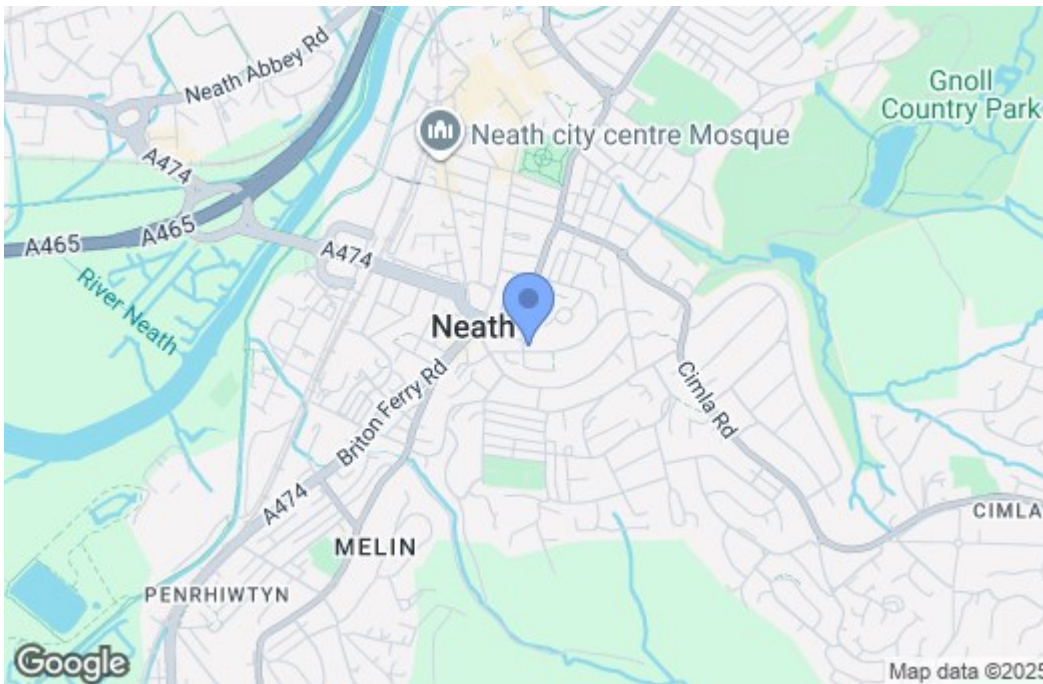 Neath Abbey Rd
Gnoll
Country Park
Neath city centre Mosque
A474
A465
A465
A474
River Neath
Neath
Briton Ferry Rd
Cimla Rd
A474
CIMLA
MELIN
PENRHIWTYN
Google
Map data ©2025